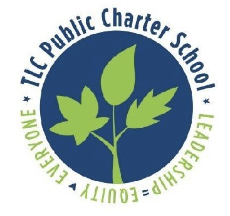 TLC Public Charter School
LEADERSHIP=EQUITY▸EVERYONE